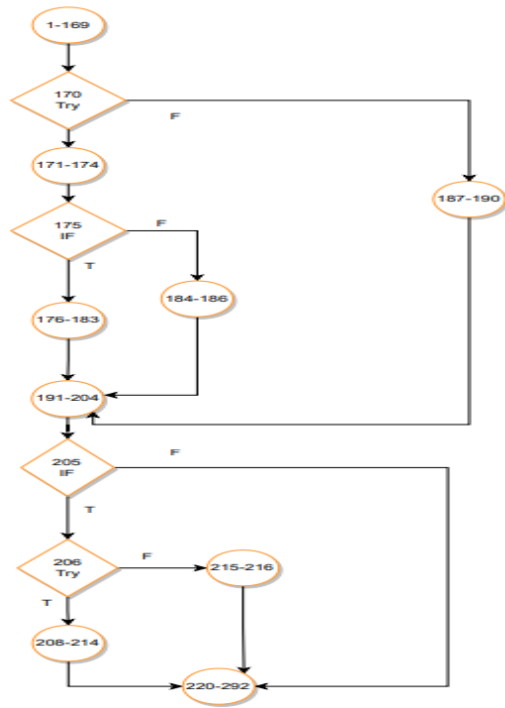 1-169
170
Try
F
171-174
187-190
175
IF
F
T
184-186
176-183
191-204
205
IF
F
T
206
Try
F
215-216
T
208-214
220-292